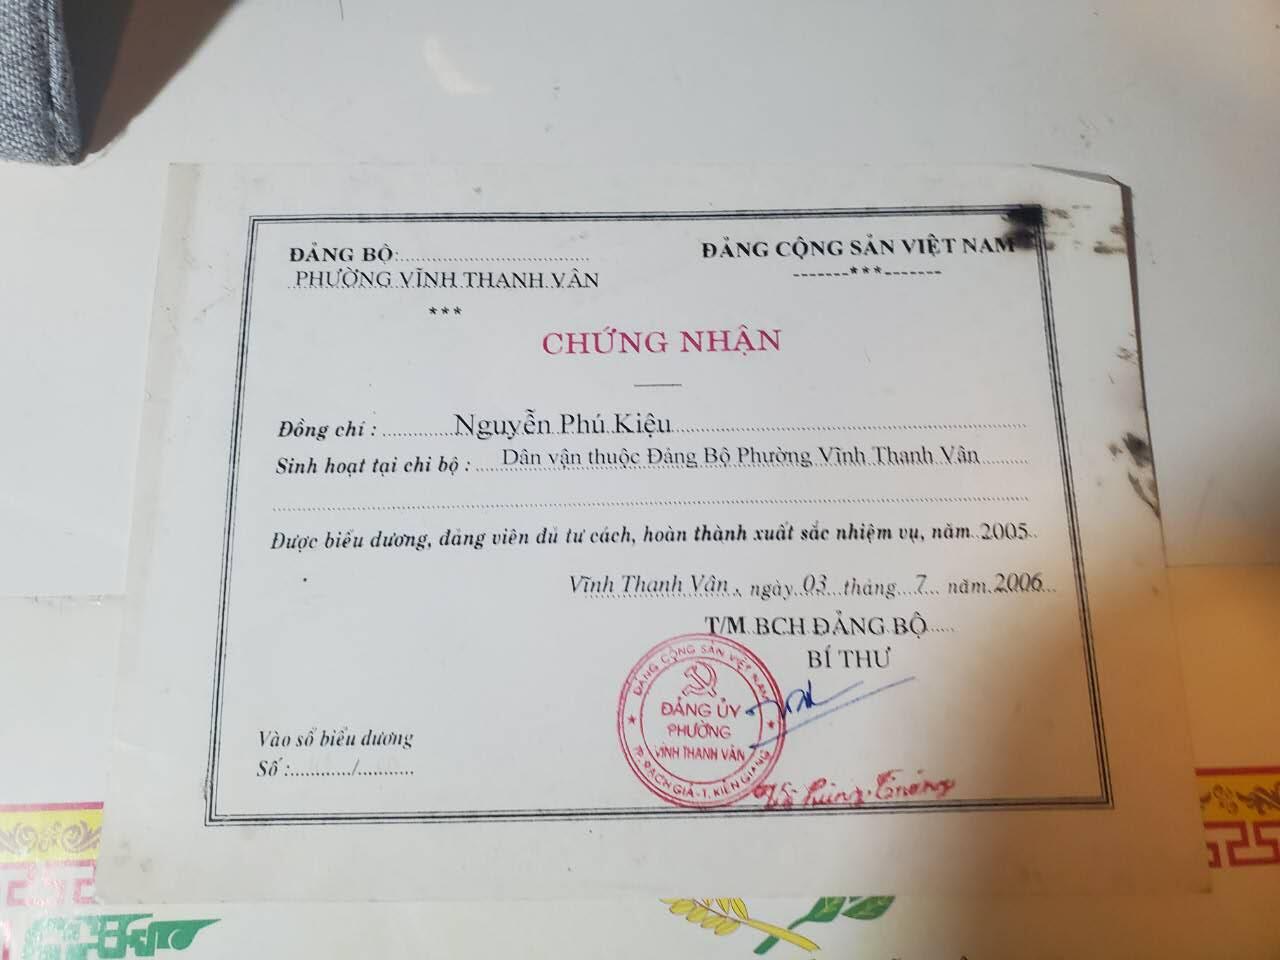 ĐẢNG BỘ:........................
PHƯỜNG VĨNH THANH VÂN
***
ĐẢNG CỘNG SẢN VIỆT NAM
-------***-------
CHỨNG NHẬN
Đồng chí : Nguyễn Phú Kiệu
Sinh hoạt tại chi bộ : Dân vận thuộc Đảng Bộ Phường Vĩnh Thanh Vân
Được biểu dương, đảng viên đủ tư cách, hoàn thành xuất sắc nhiệm vụ, năm 2005
Vĩnh Thanh Vân, ngày 03 tháng 7 năm 2006
T/M BCH ĐẢNG BỘ
BÍ THƯ
ĐẢNG CỘNG SẢN VIỆT NAM
ĐẢNG ỦY
PHƯỜNG
VĨNH THANH VÂN
TP. RẠCH GIÁ - T. KIÊN GIANG
Vào sổ biểu dương
Số :............/...........